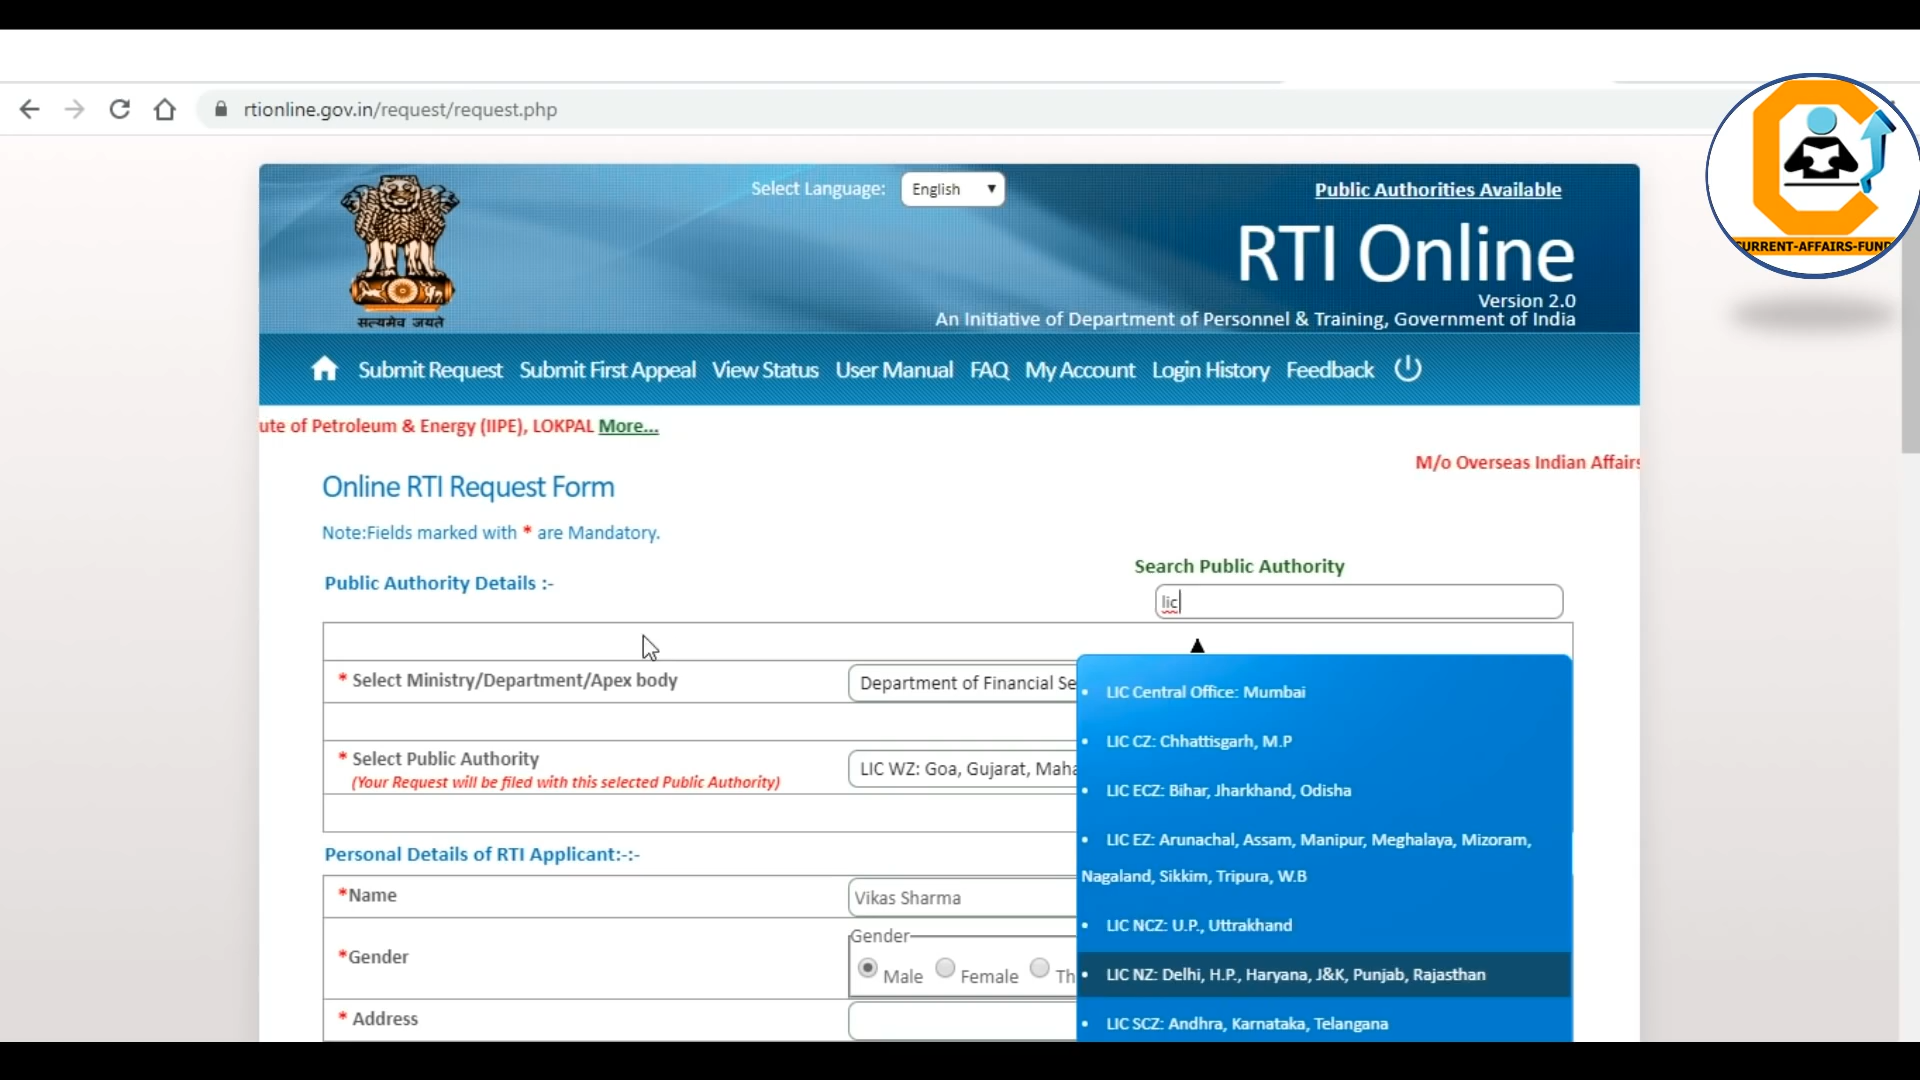 rtionline.gov.in/request/request.php
CURRENT-AFFAIRS-FUND
Select Language: English
Public Authorities Available
RTI Online
Version 2.0
An Initiative of Department of Personnel & Training, Government of India
सत्यमेव जयते
Submit Request Submit First Appeal View Status User Manual FAQ My Account Login History Feedback
ute of Petroleum & Energy (IIPE), LOKPAL More...
M/o Overseas Indian Affairs
Online RTI Request Form
Note:Fields marked with * are Mandatory.
Search Public Authority
Public Authority Details :-
lic
* Select Ministry/Department/Apex body
Department of Financial Se
* Select Public Authority
(Your Request will be filed with this selected Public Authority)
LIC WZ: Goa, Gujarat, Maha
• LIC Central Office: Mumbai
• LIC CZ: Chhattisgarh, M.P
• LIC ECZ: Bihar, Jharkhand, Odisha
• LIC EZ: Arunachal, Assam, Manipur, Meghalaya, Mizoram,
Nagaland, Sikkim, Tripura, W.B
• LIC NCZ: U.P., Uttrakhand
• LIC NZ: Delhi, H.P., Haryana, J&K, Punjab, Rajasthan
• LIC SCZ: Andhra, Karnataka, Telangana
Personal Details of RTI Applicant:-:-
*Name
Vikas Sharma
*Gender
Gender
Male Female Th
* Address